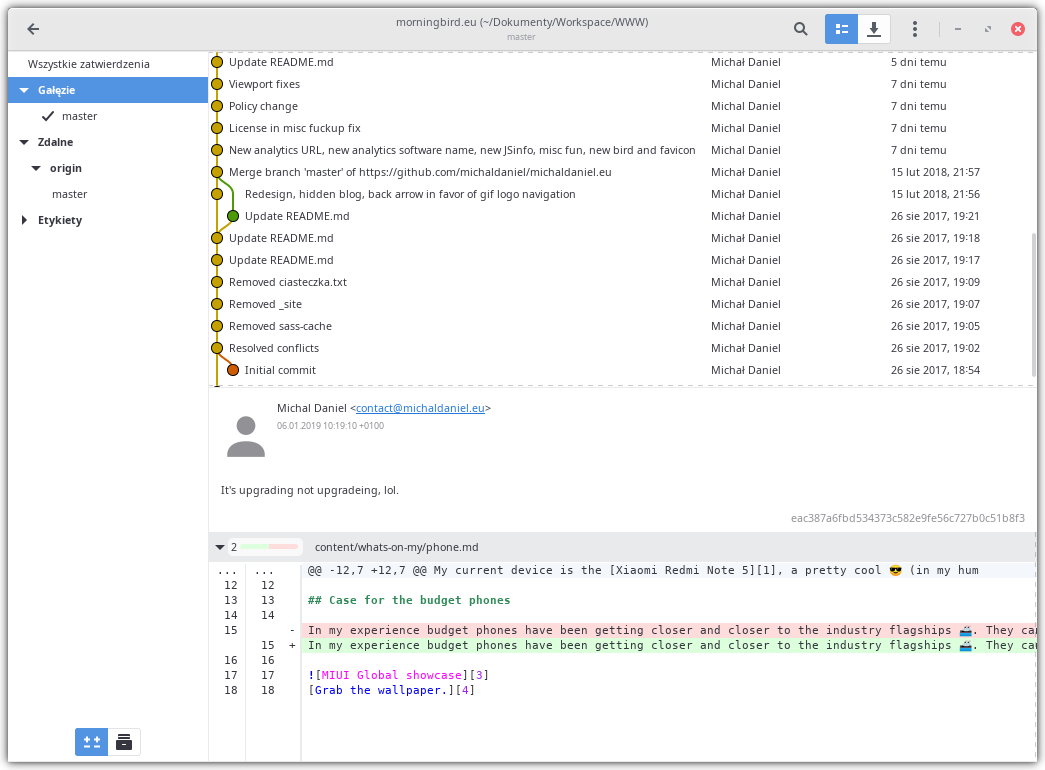 morningbird.eu (~/Dokumenty/Workspace/WWW)
master
Wszystkie zatwierdzenia
Gałęzie
master
Zdalne
origin
master
Etykiety
Update README.md Michał Daniel 5 dni temu
Viewport fixes Michał Daniel 7 dni temu
Policy change Michał Daniel 7 dni temu
License in misc fuckup fix Michał Daniel 7 dni temu
New analytics URL, new analytics software name, new JSinfo, misc fun, new bird and favicon Michał Daniel 7 dni temu
Merge branch 'master' of https://github.com/michaldaniel/michaldaniel.eu Michał Daniel 15 lut 2018, 21:57
Redesign, hidden blog, back arrow in favor of gif logo navigation Michał Daniel 15 lut 2018, 21:56
Update README.md Michał Daniel 26 sie 2017, 19:21
Update README.md Michał Daniel 26 sie 2017, 19:18
Update README.md Michał Daniel 26 sie 2017, 19:17
Removed ciasteczka.txt Michał Daniel 26 sie 2017, 19:09
Removed _site Michał Daniel 26 sie 2017, 19:07
Removed sass-cache Michał Daniel 26 sie 2017, 19:05
Resolved conflicts Michał Daniel 26 sie 2017, 19:02
Initial commit Michał Daniel 26 sie 2017, 18:54
Michal Daniel <contact@michaldaniel.eu>
06.01.2019 10:19:10 +0100
It's upgrading not upgradeing, lol.
eac387a6fbd534373c582e9fe56c727b0c51b8f3
2 content/whats-on-my/phone.md
... ... @@ -12,7 +12,7 @@ My current device is the [Xiaomi Redmi Note 5][1], a pretty cool 😎 (in my hum
12 12
13 13 ## Case for the budget phones
14 14
15 - In my experience budget phones have been getting closer and closer to the industry flagships 🛳️. They can
15 + In my experience budget phones have been getting closer and closer to the industry flagships 🛳️. They can
16 16
17 17 ![MIUI Global showcase][3]
18 18 [Grab the wallpaper.][4]